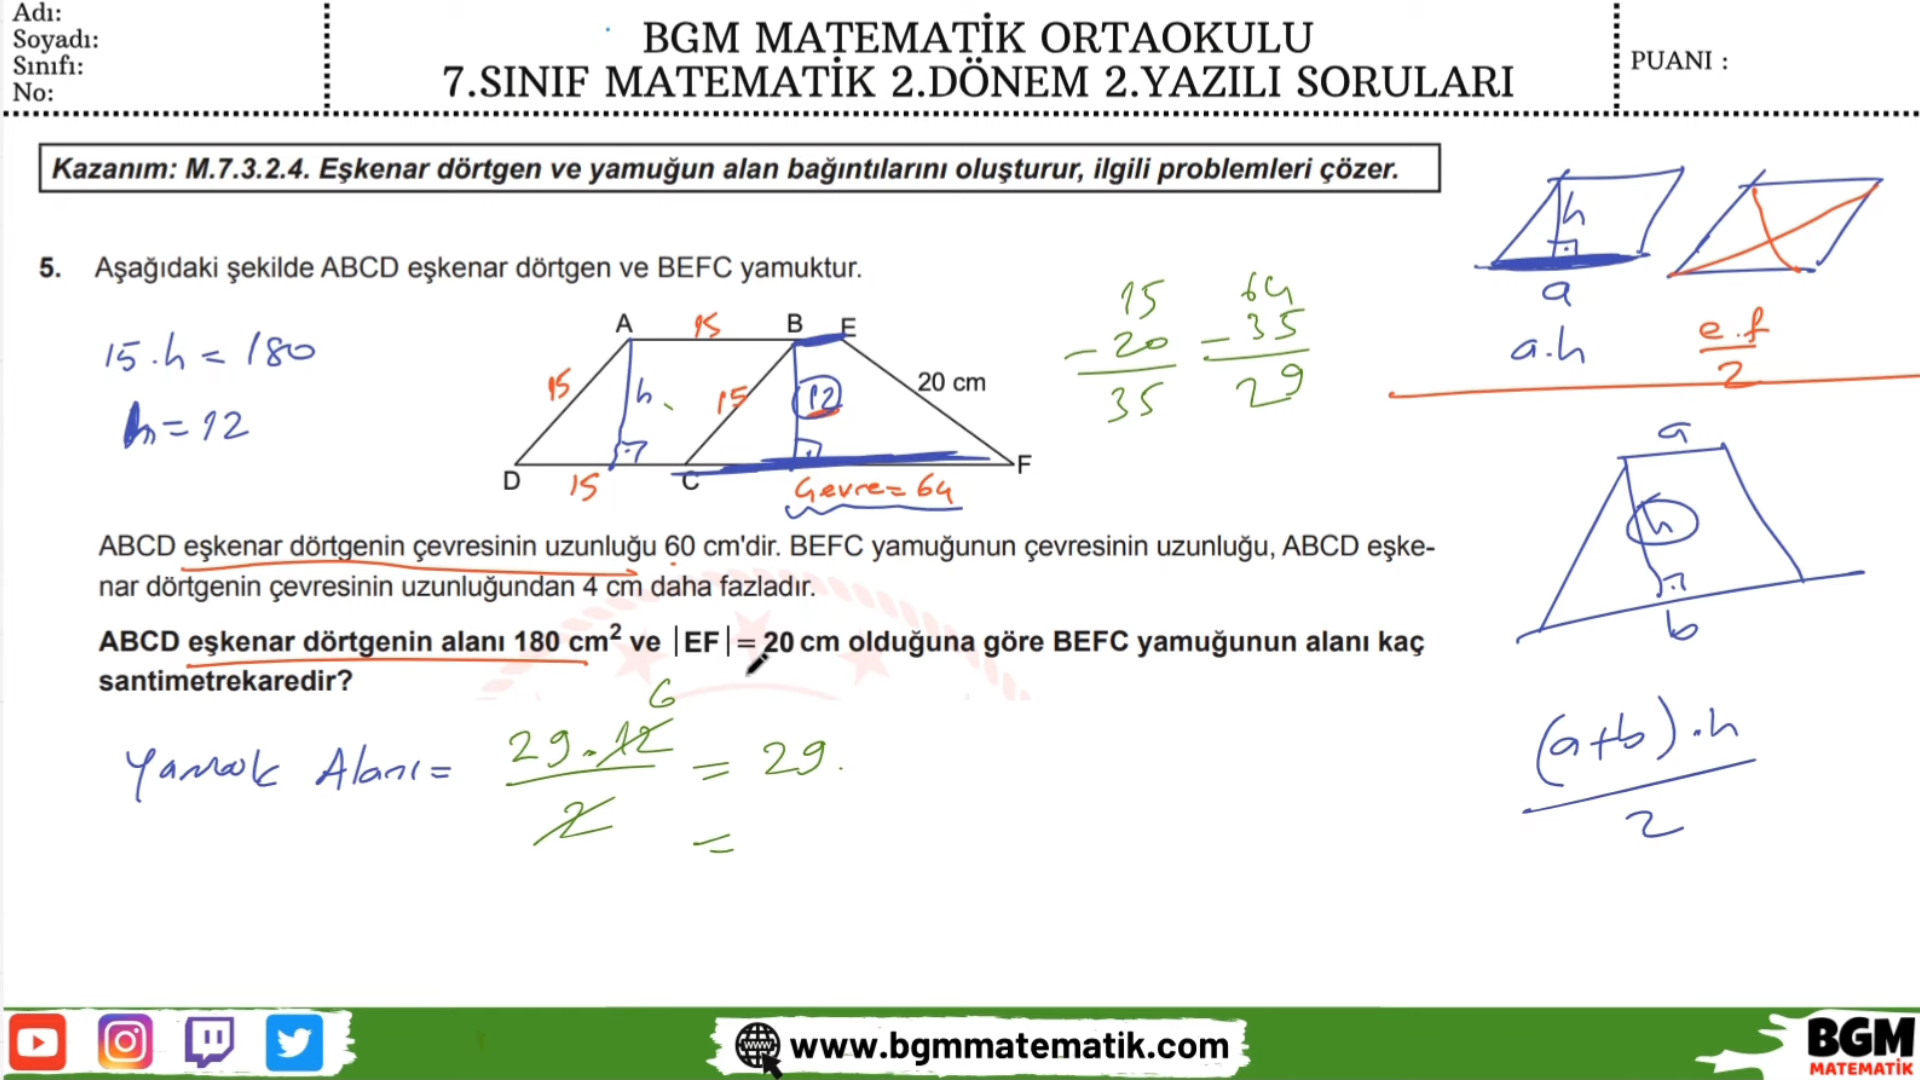 Adı:
Soyadı:
Sınıfı:
No:
BGM MATEMATİK ORTAOKULU
7.SINIF MATEMATİK 2.DÖNEM 2.YAZILI SORULARI
PUANI :
Kazanım: M.7.3.2.4. Eşkenar dörtgen ve yamuğun alan bağıntılarını oluşturur, ilgili problemleri çözer.
5. Aşağıdaki şekilde ABCD eşkenar dörtgen ve BEFC yamuktur.
15.h = 180
h = 12
A 15 B E
15 h 15 12 20 cm
D 15 C F
Çevre = 64
15
- 20
35
64
- 35
29
h
a
a.h
e.f
2
a
h
b
(a+b).h
2
ABCD eşkenar dörtgenin çevresinin uzunluğu 60 cm'dir. BEFC yamuğunun çevresinin uzunluğu, ABCD eşke-
nar dörtgenin çevresinin uzunluğundan 4 cm daha fazladır.
ABCD eşkenar dörtgenin alanı 180 cm² ve |EF| = 20 cm olduğuna göre BEFC yamuğunun alanı kaç
santimetrekaredir?
6
Yamuk Alanı = 29.12 = 29.
2 =
www.bgmmatematik.com
BGM
MATEMATİK